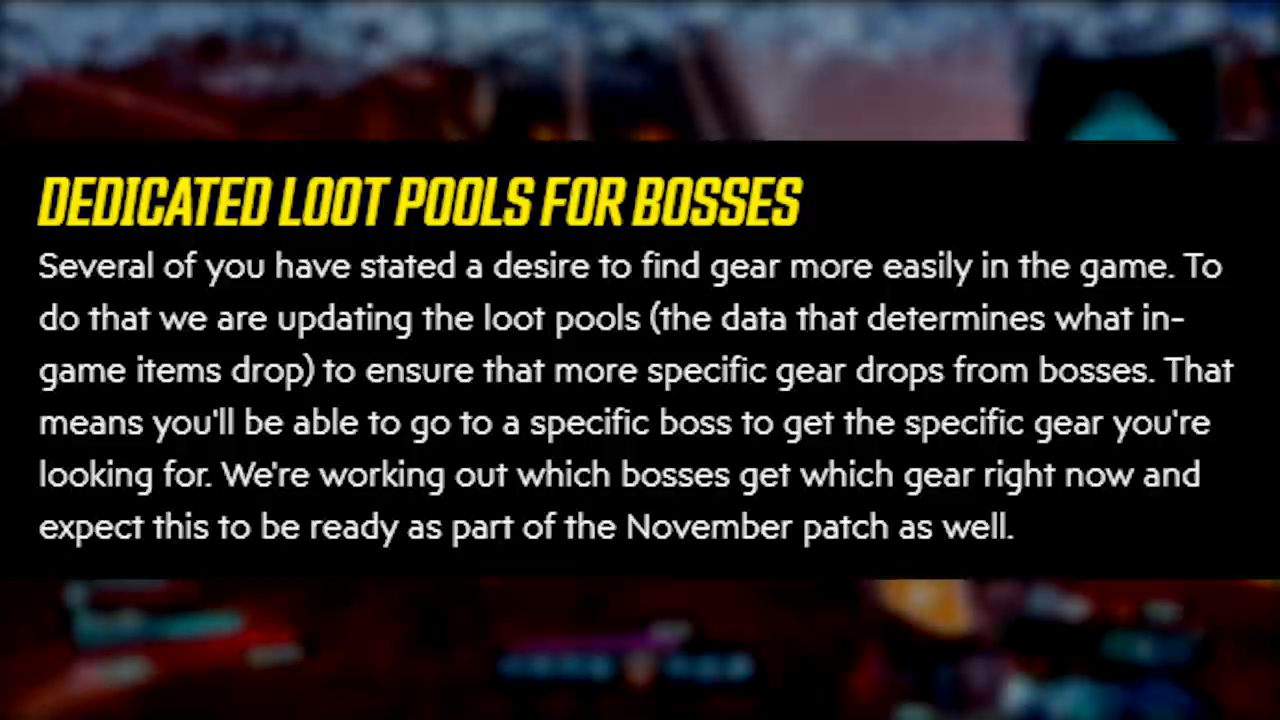 DEDICATED LOOT POOLS FOR BOSSES
Several of you have stated a desire to find gear more easily in the game. To
do that we are updating the loot pools (the data that determines what in-
game items drop) to ensure that more specific gear drops from bosses. That
means you'll be able to go to a specific boss to get the specific gear you're
looking for. We're working out which bosses get which gear right now and
expect this to be ready as part of the November patch as well.